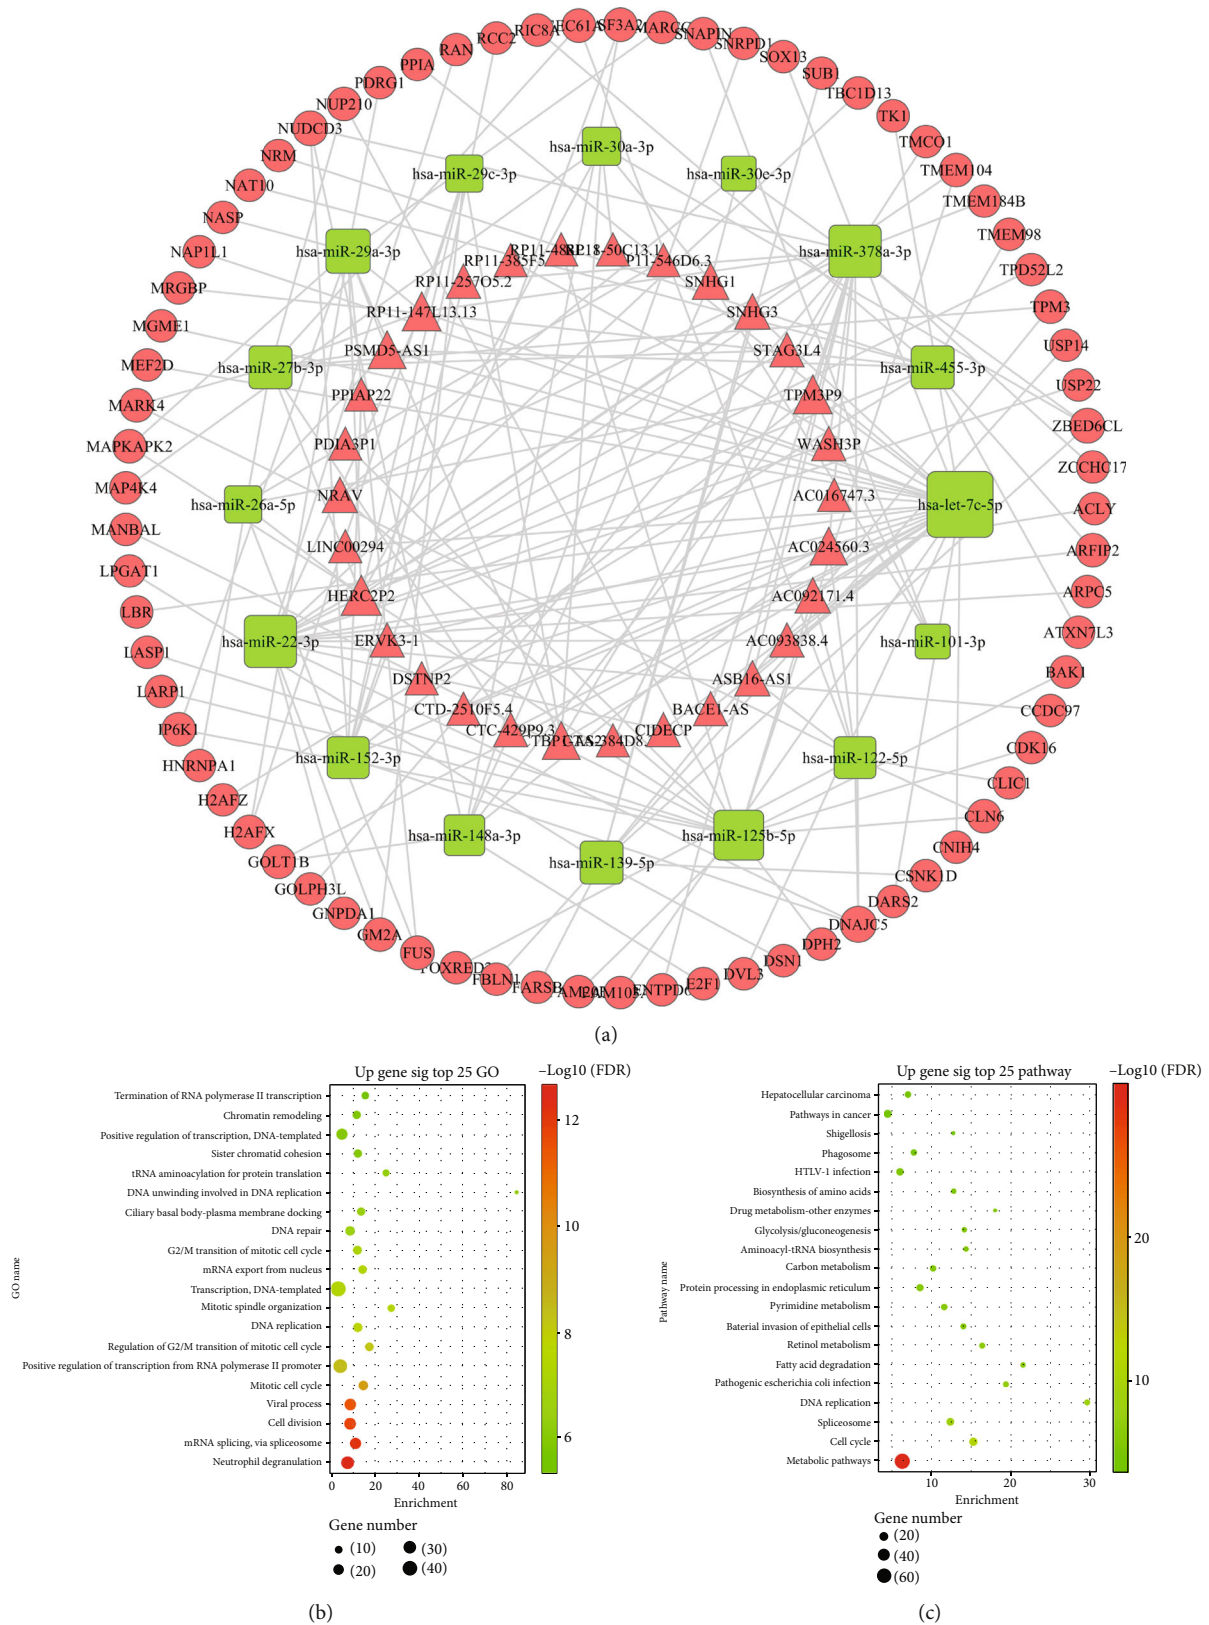 RIC8A
SF3A2
SNAPIN
RCC2
SNRPD1
RAN
SOX13
PPIA
SUB1
PDRG1
TBC1D13
NUP210
TK1
NUDCD3
TMCO1
NRM
TMEM104
NAT10
TMEM184B
NASP
TMEM98
NAP1L1
TPD52L2
MRGBP
TPM3
MGME1
USP14
MEF2D
USP22
MARK4
ZBED6CL
MAPKAPK2
ZCCHC17
MAP4K4
ACLY
MANBAL
ARFIP2
LPGAT1
ARPC5
LBR
ATXN7L3
LASP1
BAK1
LARP1
CCDC97
IP6K1
CDK16
HNRNPA1
CLIC1
H2AFZ
CLN6
H2AFX
CNIH4
GOLT1B
CSNK1D
GOLPH3L
DARS2
GNPDA1
DNAJC5
GM2A
DPH2
FUS
DSN1
FBLN1
DVL3
FARSB
E2F1
hsa-miR-30a-3p
hsa-miR-29c-3p
hsa-miR-30e-3p
hsa-miR-29a-3p
hsa-miR-378a-3p
hsa-miR-27b-3p
hsa-miR-455-3p
hsa-miR-26a-5p
hsa-let-7c-5p
hsa-miR-22-3p
hsa-miR-101-3p
hsa-miR-152-3p
hsa-miR-122-5p
hsa-miR-148a-3p
hsa-miR-125b-5p
hsa-miR-139-5p
RP11-385F5
P11-546D6.3
RP11-257O5.2
SNHG1
RP11-147L13.13
SNHG3
PSMD5-AS1
STAG3L4
PPIAP22
TPM3P9
PDIA3P1
WASH3P
NRAV
AC016747.3
LINC00294
AC024560.3
HERC2P2
AC092171.4
ERVK3-1
AC093838.4
DSTNP2
ASB16-AS1
CTD-2510F5.4
BACE1-AS
CTC-429P9.3
CIDECP
(a)
Up gene sig top 25 GO
−Log10 (FDR)
Termination of RNA polymerase II transcription
Chromatin remodeling
Positive regulation of transcription, DNA-templated
Sister chromatid cohesion
tRNA aminoacylation for protein translation
DNA unwinding involved in DNA replication
Ciliary basal body-plasma membrane docking
DNA repair
G2/M transition of mitotic cell cycle
mRNA export from nucleus
Transcription, DNA-templated
Mitotic spindle organization
DNA replication
Regulation of G2/M transition of mitotic cell cycle
Positive regulation of transcription from RNA polymerase II promoter
Mitotic cell cycle
Viral process
Cell division
mRNA splicing, via spliceosome
Neutrophil degranulation
GO name
0 20 40 60 80
Enrichment
12
10
8
6
Gene number
(10) (30)
(20) (40)
(b)
Up gene sig top 25 pathway
−Log10 (FDR)
Hepatocellular carcinoma
Pathways in cancer
Shigellosis
Phagosome
HTLV-1 infection
Biosynthesis of amino acids
Drug metabolism-other enzymes
Glycolysis/gluconeogenesis
Aminoacyl-tRNA biosynthesis
Carbon metabolism
Protein processing in endoplasmic reticulum
Pyrimidine metabolism
Baterial invasion of epithelial cells
Retinol metabolism
Fatty acid degradation
Pathogenic escherichia coli infection
DNA replication
Spliceosome
Cell cycle
Metabolic pathways
Pathway name
10 20 30
Enrichment
20
10
Gene number
(20)
(40)
(60)
(c)